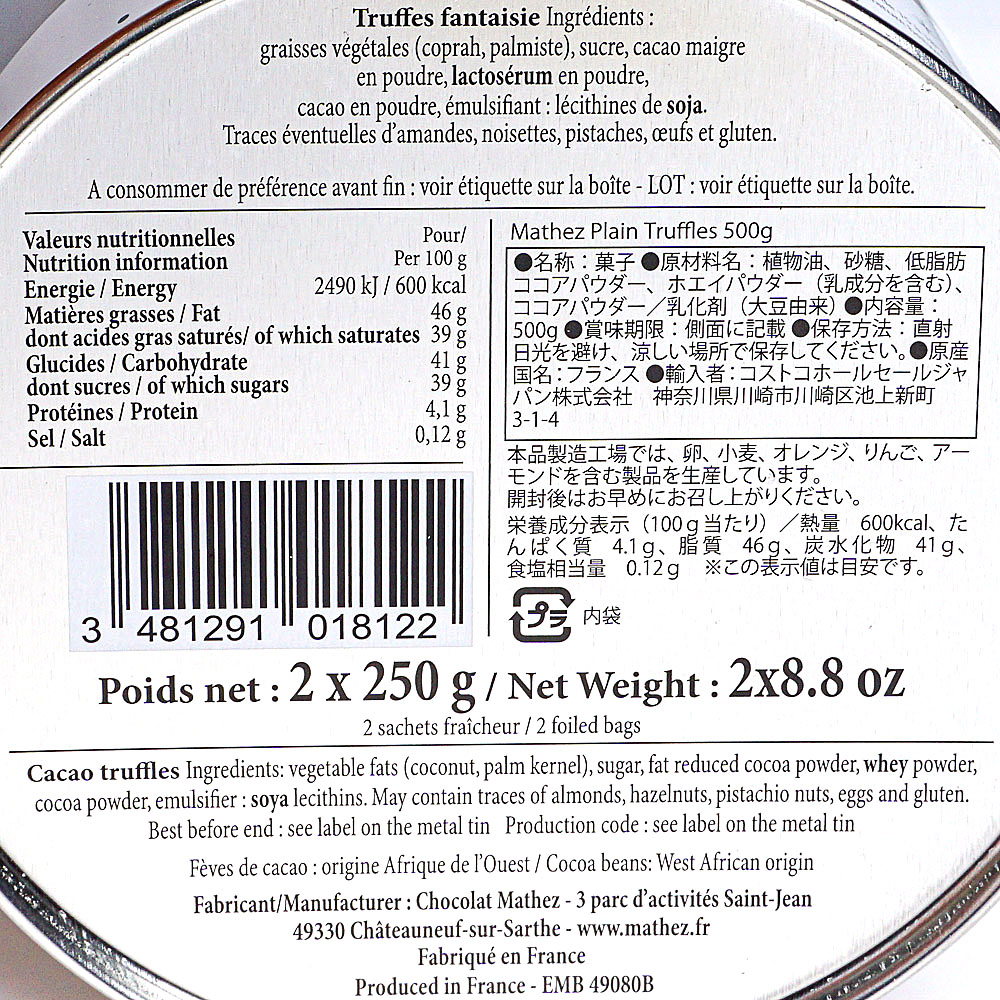 Truffes fantaisie Ingrédients :
graisses végétales (coprah, palmiste), sucre, cacao maigre
en poudre, lactosérum en poudre,
cacao en poudre, émulsifiant : lécithines de soja.
Traces éventuelles d’amandes, noisettes, pistaches, œufs et gluten.
A consommer de préférence avant fin : voir étiquette sur la boîte - LOT : voir étiquette sur la boîte.
Valeurs nutritionnelles Pour/
Nutrition information Per 100 g
Energie / Energy 2490 kJ / 600 kcal
Matières grasses / Fat 46 g
dont acides gras saturés/ of which saturates 39 g
Glucides / Carbohydrate 41 g
dont sucres / of which sugars 39 g
Protéines / Protein 4,1 g
Sel / Salt 0,12 g
3 481291 018122
Mathez Plain Truffles 500g
●名称：菓子 ●原材料名：植物油、砂糖、低脂肪
ココアパウダー、ホエイパウダー（乳成分を含む）、
ココアパウダー／乳化剤（大豆由来）●内容量：
500g ●賞味期限：側面に記載 ●保存方法：直射
日光を避け、涼しい場所で保存してください。●原産
国名：フランス ●輸入者：コストコホールセールジャ
パン株式会社 神奈川県川崎市川崎区池上新町
3-1-4
本品製造工場では、卵、小麦、オレンジ、りんご、アー
モンドを含む製品を生産しています。
開封後はお早めにお召し上がりください。
栄養成分表示（100g当たり）／熱量 600kcal、た
んぱく質 4.1g、脂質 46g、炭水化物 41g、
食塩相当量 0.12g ※この表示値は目安です。
プラ 内袋
Poids net : 2 x 250 g / Net Weight : 2x8.8 oz
2 sachets fraîcheur / 2 foiled bags
Cacao truffles Ingredients: vegetable fats (coconut, palm kernel), sugar, fat reduced cocoa powder, whey powder,
cocoa powder, emulsifier : soya lecithins. May contain traces of almonds, hazelnuts, pistachio nuts, eggs and gluten.
Best before end : see label on the metal tin Production code : see label on the metal tin
Fèves de cacao : origine Afrique de l’Ouest / Cocoa beans: West African origin
Fabricant/Manufacturer : Chocolat Mathez - 3 parc d’activités Saint-Jean
49330 Châteauneuf-sur-Sarthe - www.mathez.fr
Fabriqué en France
Produced in France - EMB 49080B